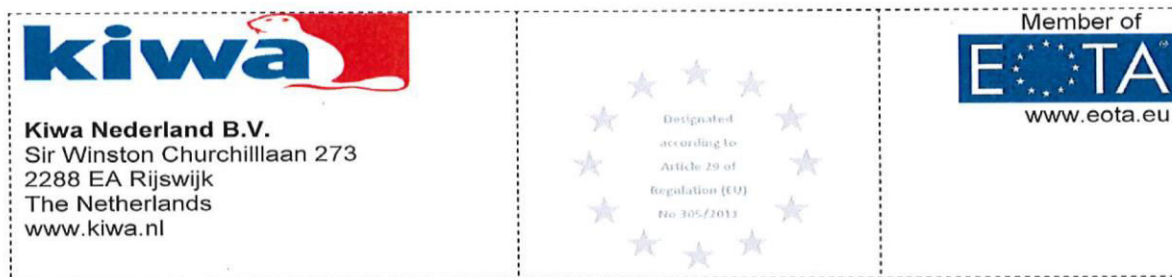 kiwa
Kiwa Nederland B.V.
Sir Winston Churchilllaan 273
2288 EA Rijswijk
The Netherlands
www.kiwa.nl
Designated
according to
Article 29 of
Regulation (EU)
No 305/2011
Member of
EOTA
www.eota.eu